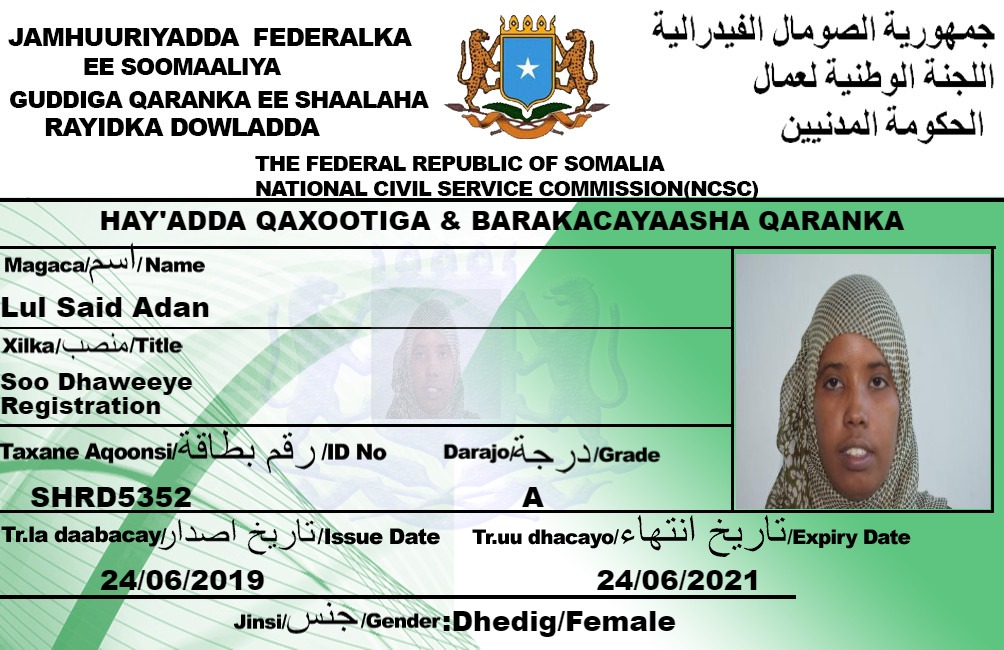 JAMHUURIYADDA FEDERALKA
EE SOOMAALIYA
GUDDIGA QARANKA EE SHAALAHA
RAYIDKA DOWLADDA
جمهورية الصومال الفيدرالية
اللجنة الوطنية لعمال
الحكومة المدنيين
THE FEDERAL REPUBLIC OF SOMALIA
NATIONAL CIVIL SERVICE COMMISSION(NCSC)
HAY'ADDA QAXOOTIGA & BARAKACAYAASHA QARANKA
Magaca/اسم/Name
Lul Said Adan
Xilka/منصب/Title
Soo Dhaweeye
Registration
Taxane Aqoonsi/رقم بطاقة/ID No
Darajo/درجة/Grade
SHRD5352
A
Tr.la daabacay/تاريخ اصدار/Issue Date
Tr.uu dhacayo/تاريخ انتهاء/Expiry Date
24/06/2019
24/06/2021
Jinsi/جنس/Gender:Dhedig/Female